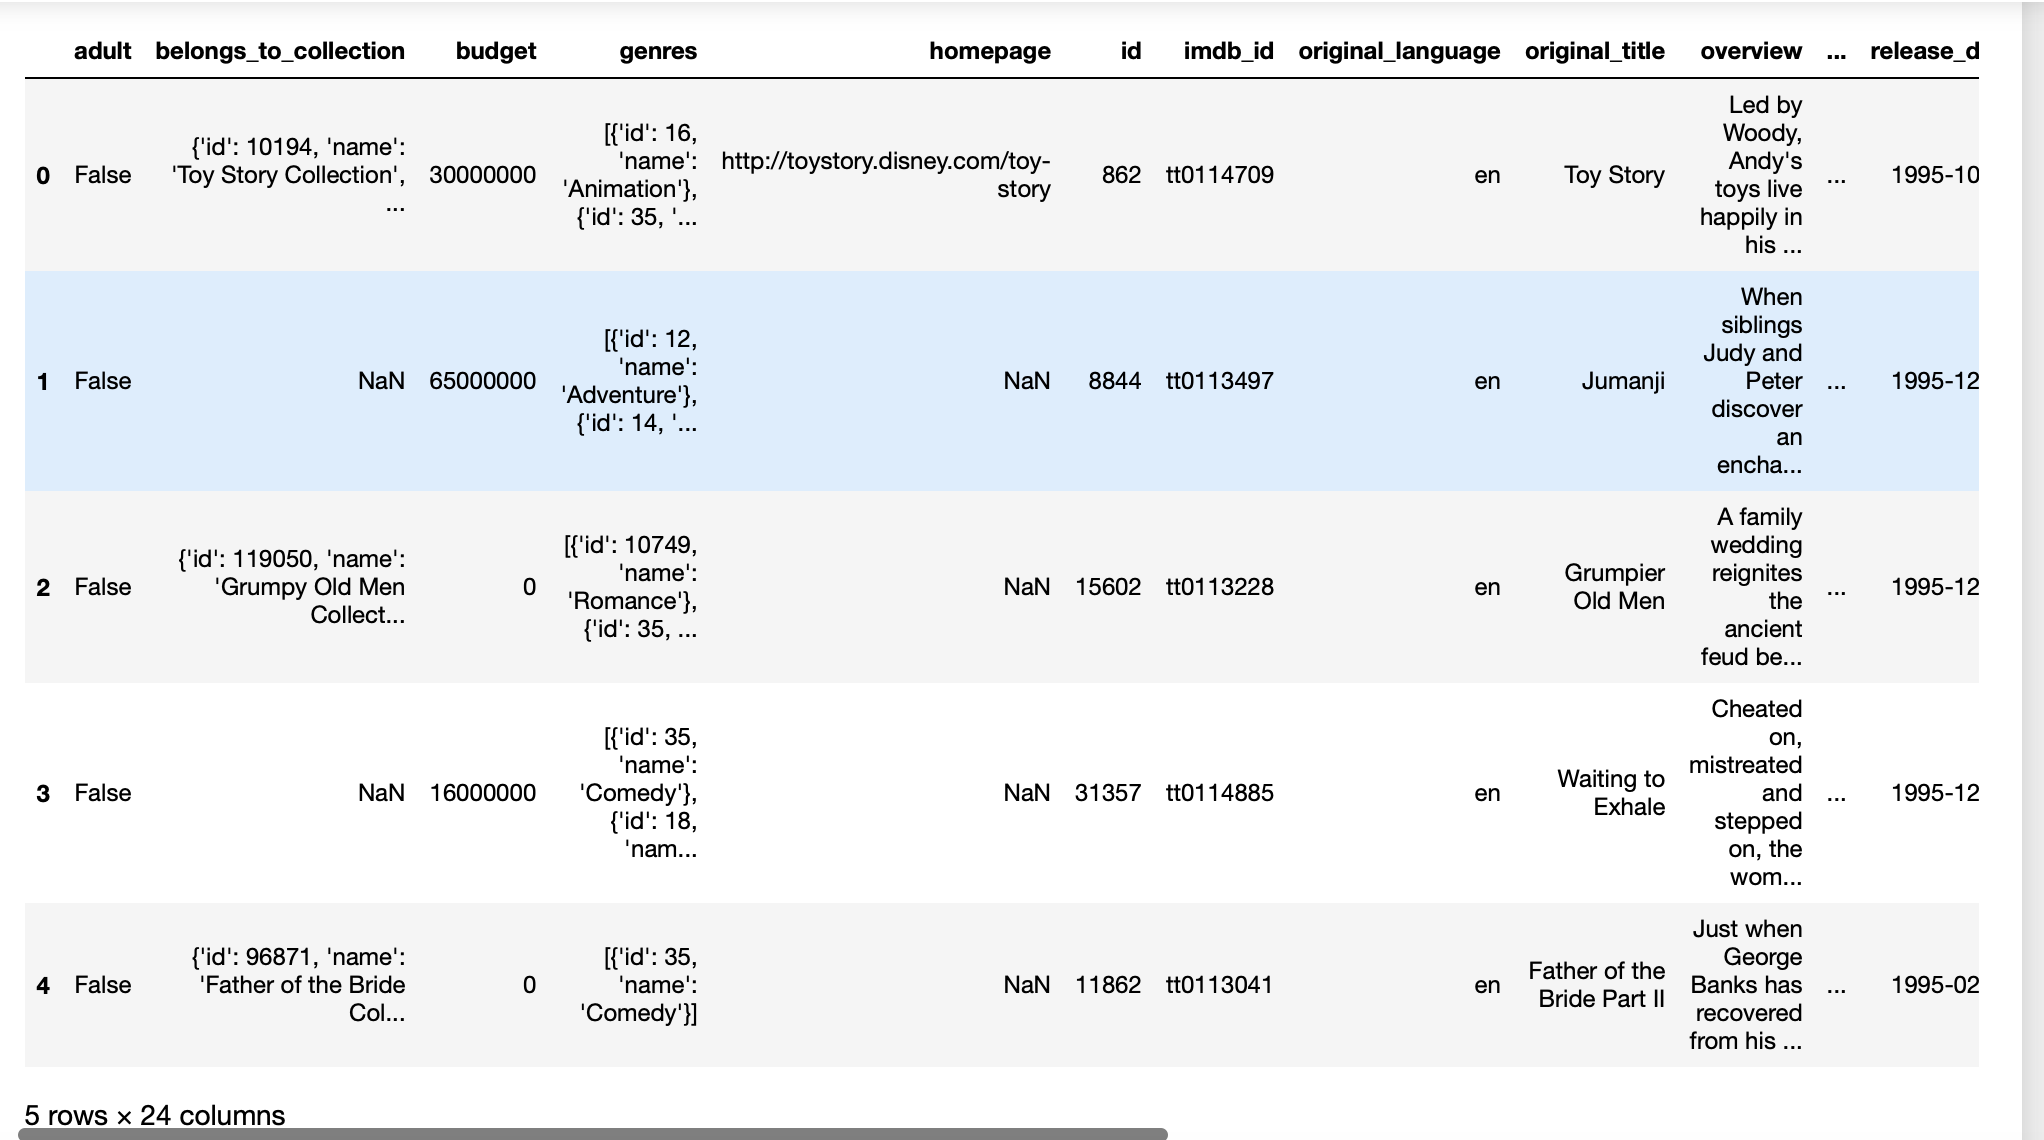 adult belongs_to_collection budget genres homepage id imdb_id original_language original_title overview ... release_d
0 False {'id': 10194, 'name': 'Toy Story Collection', ... 30000000 [{'id': 16, 'name': 'Animation'}, {'id': 35, '... http://toystory.disney.com/toy-story 862 tt0114709 en Toy Story Led by Woody, Andy's toys live happily in his ... ... 1995-10
1 False NaN 65000000 [{'id': 12, 'name': 'Adventure'}, {'id': 14, '... NaN 8844 tt0113497 en Jumanji When siblings Judy and Peter discover an encha... ... 1995-12
2 False {'id': 119050, 'name': 'Grumpy Old Men Collect... 0 [{'id': 10749, 'name': 'Romance'}, {'id': 35, ... NaN 15602 tt0113228 en Grumpier Old Men A family wedding reignites the ancient feud be... ... 1995-12
3 False NaN 16000000 [{'id': 35, 'name': 'Comedy'}, {'id': 18, 'nam... NaN 31357 tt0114885 en Waiting to Exhale Cheated on, mistreated and stepped on, the wom... ... 1995-12
4 False {'id': 96871, 'name': 'Father of the Bride Col... 0 [{'id': 35, 'name': 'Comedy'}] NaN 11862 tt0113041 en Father of the Bride Part II Just when George Banks has recovered from his ... ... 1995-02
5 rows × 24 columns